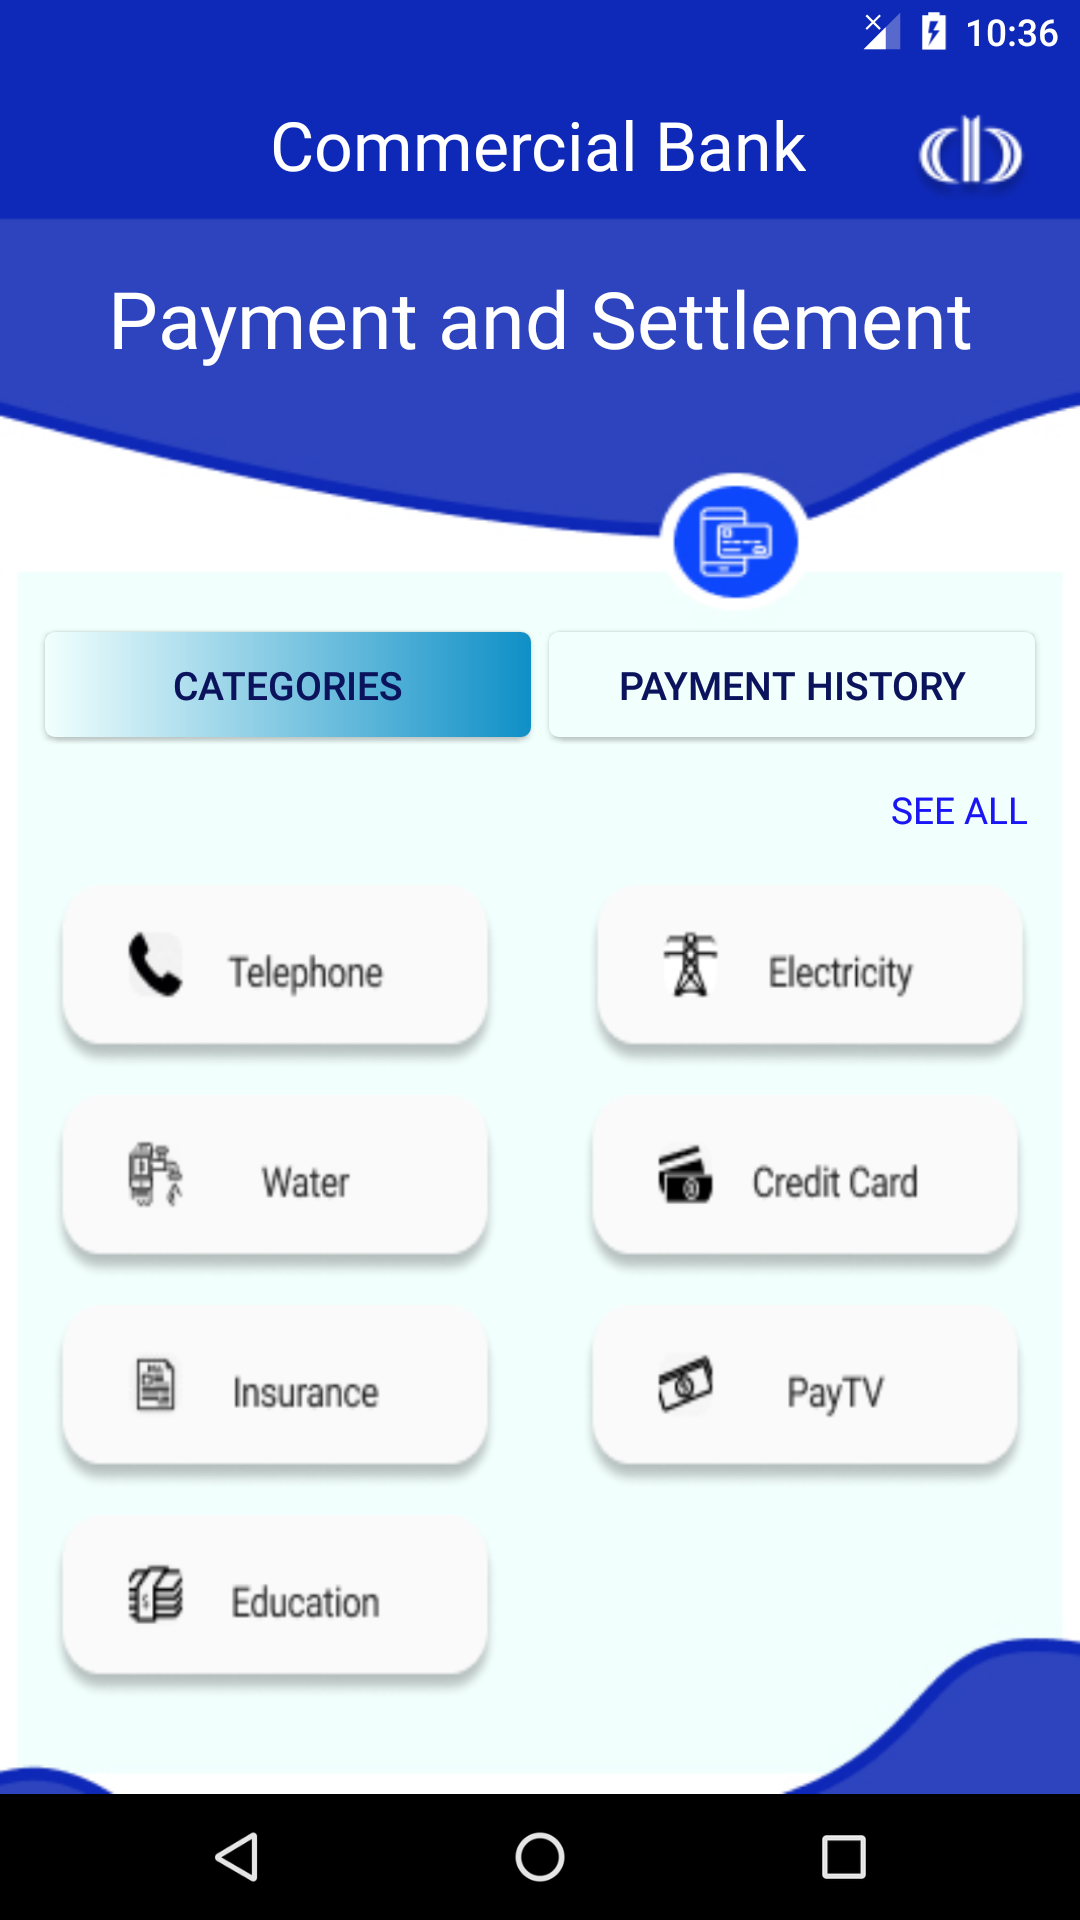 10:36
Commercial Bank
Payment and Settlement
CATEGORIES
PAYMENT HISTORY
SEE ALL
Telephone
Electricity
Water
Credit Card
Insurance
PayTV
Education